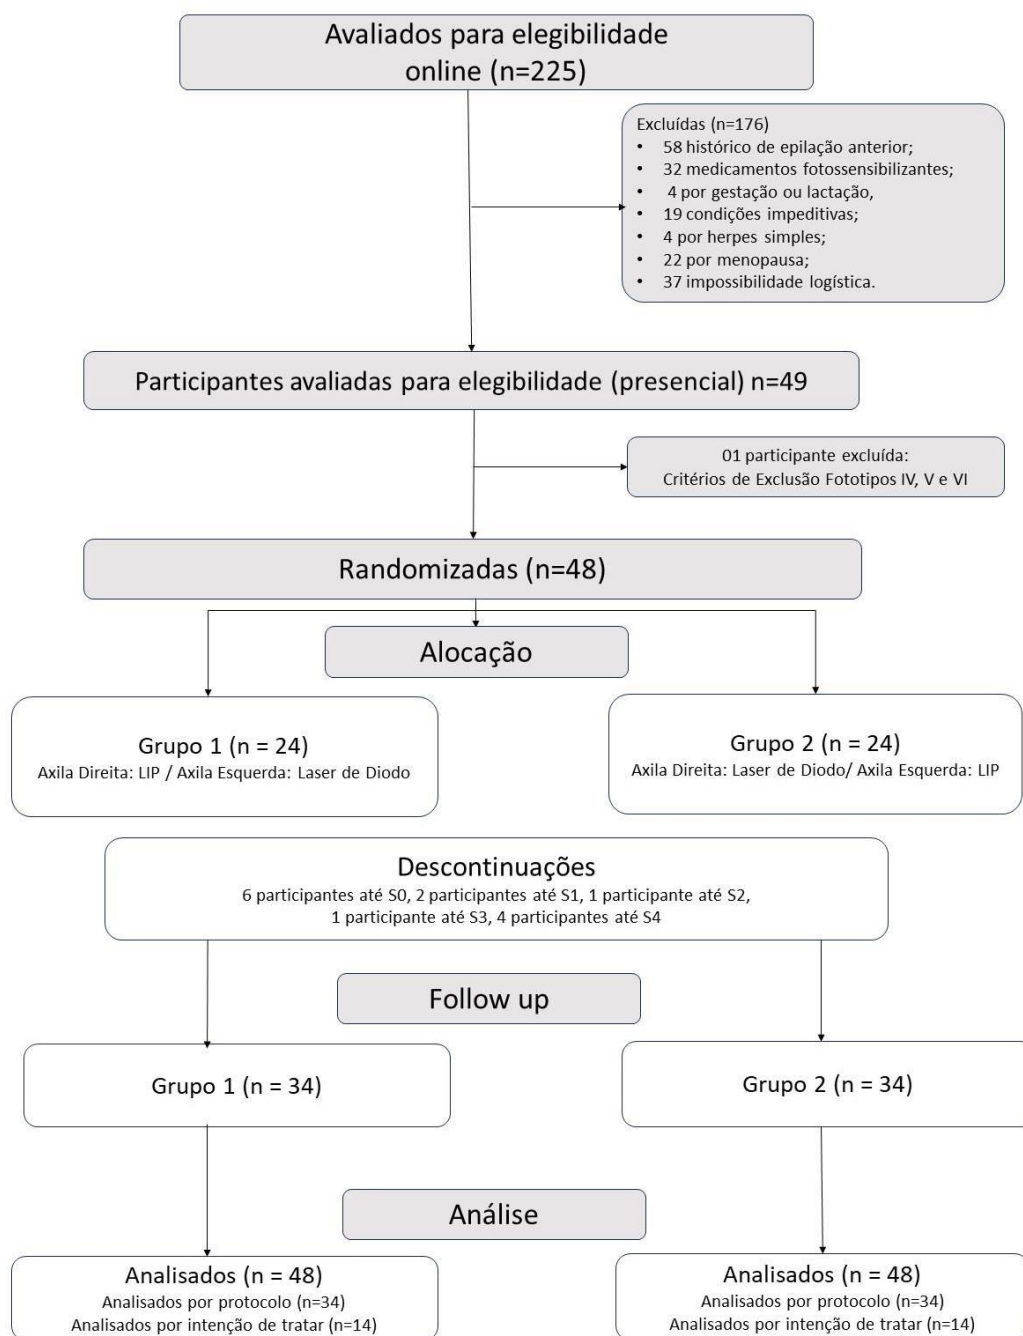 Avaliados para elegibilidade
online (n=225)
Excluídas (n=176)
• 58 histórico de epilação anterior;
• 32 medicamentos fotossensibilizantes;
• 4 por gestação ou lactação,
• 19 condições impeditivas;
• 4 por herpes simples;
• 22 por menopausa;
• 37 impossibilidade logística.
Participantes avaliadas para elegibilidade (presencial) n=49
01 participante excluída:
Critérios de Exclusão Fototipos IV, V e VI
Randomizadas (n=48)
Alocação
Grupo 1 (n = 24)
Axila Direita: LIP / Axila Esquerda: Laser de Diodo
Grupo 2 (n = 24)
Axila Direita: Laser de Diodo/ Axila Esquerda: LIP
Descontinuações
6 participantes até S0, 2 participantes até S1, 1 participante até S2,
1 participante até S3, 4 participantes até S4
Follow up
Grupo 1 (n = 34)
Grupo 2 (n = 34)
Análise
Analisados (n = 48)
Analisados por protocolo (n=34)
Analisados por intenção de tratar (n=14)
Analisados (n = 48)
Analisados por protocolo (n=34)
Analisados por intenção de tratar (n=14)